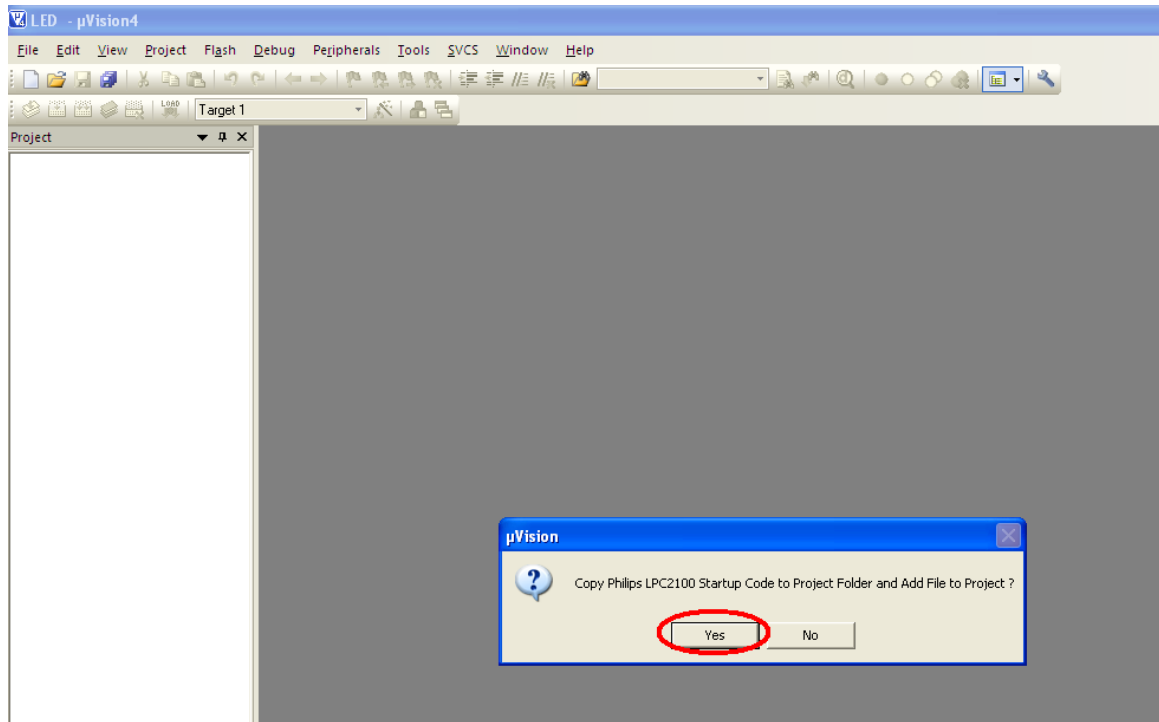 LED - µVision4
File Edit View Project Flash Debug Peripherals Tools SVCS Window Help
LOAD Target 1
Project
µVision
Copy Philips LPC2100 Startup Code to Project Folder and Add File to Project ?
Yes No